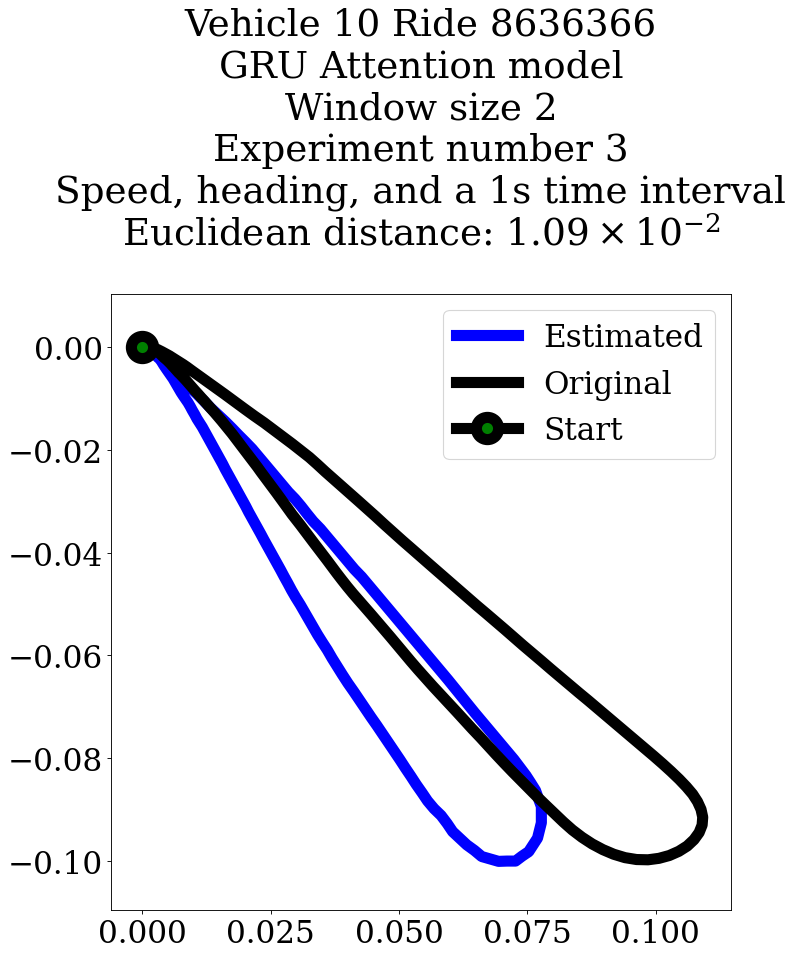 Vehicle 10 Ride 8636366
GRU Attention model
Window size 2
Experiment number 3
Speed, heading, and a 1s time interval
Euclidean distance: 1.09 × 10⁻²
Estimated
Original
Start
0.00
−0.02
−0.04
−0.06
−0.08
−0.10
0.000 0.025 0.050 0.075 0.100